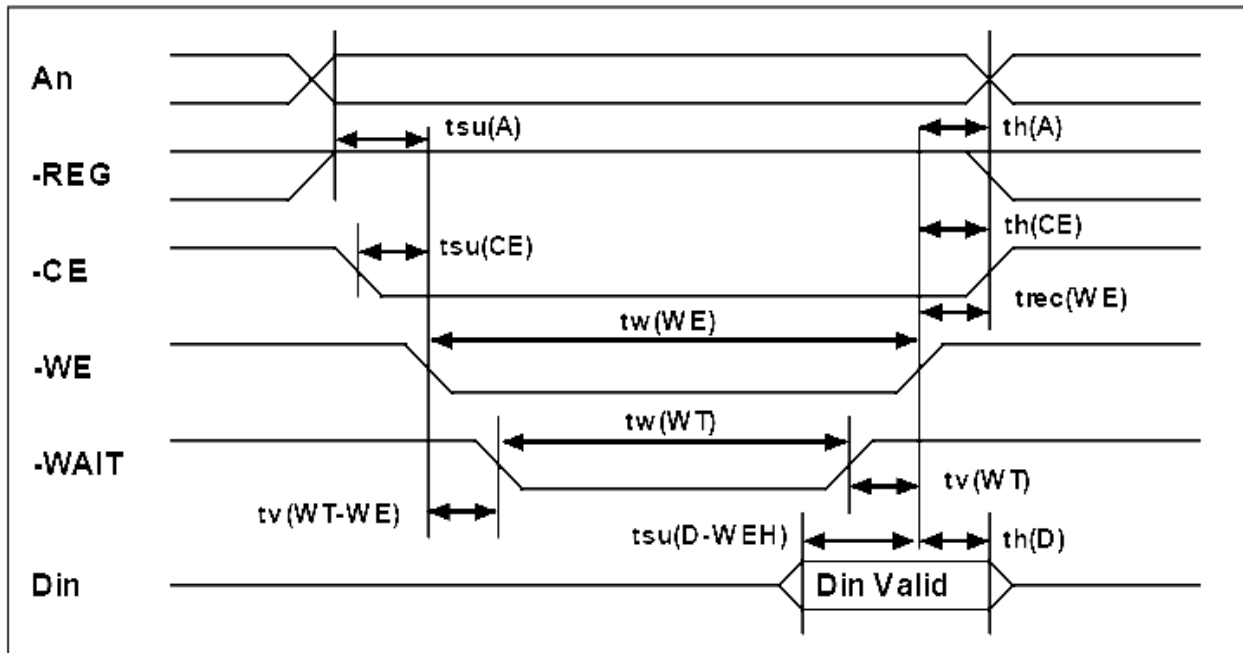 An
tsu(A)
th(A)
-REG
tsu(CE)
th(CE)
-CE
trec(WE)
tw(WE)
-WE
tw(WT)
-WAIT
tv(WT)
tv(WT-WE)
tsu(D-WEH)
th(D)
Din
Din Valid